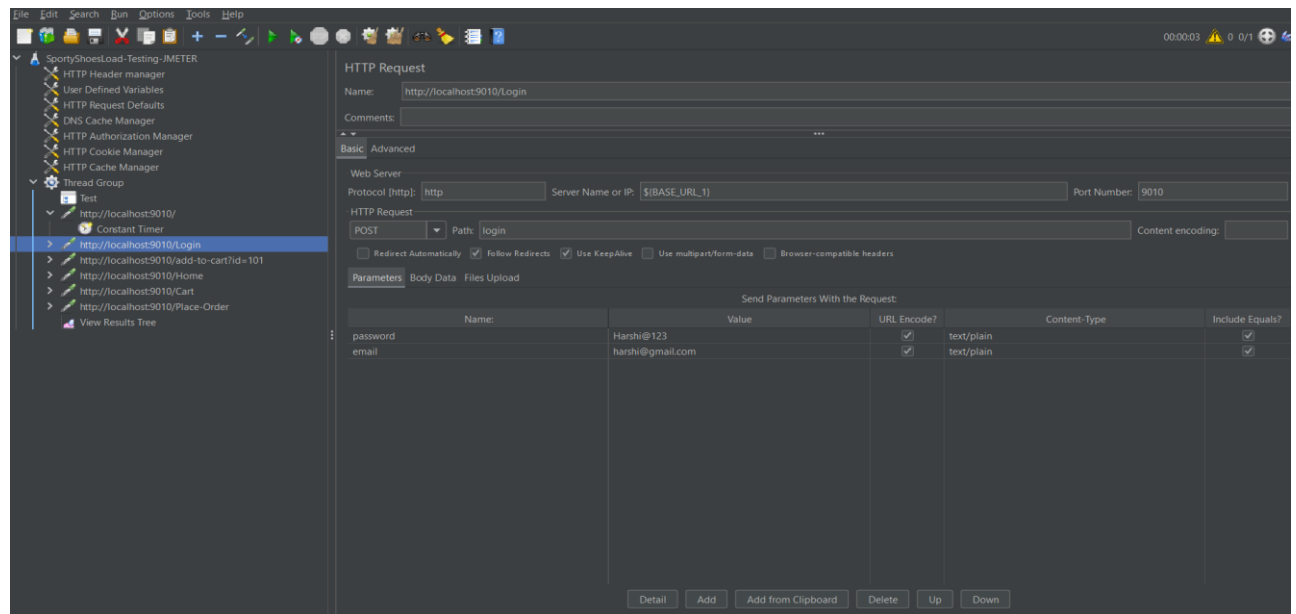 File Edit Search Run Options Tools Help
00:00:03 0 0/1
SportyShoesLoad-Testing-JMETER
HTTP Header manager
User Defined Variables
HTTP Request Defaults
DNS Cache Manager
HTTP Authorization Manager
HTTP Cookie Manager
HTTP Cache Manager
Thread Group
Test
http://localhost:9010/
Constant Timer
http://localhost:9010/Login
http://localhost:9010/add-to-cart?id=101
http://localhost:9010/Home
http://localhost:9010/Cart
http://localhost:9010/Place-Order
View Results Tree
HTTP Request
Name: http://localhost:9010/Login
Comments:
Basic Advanced
Web Server
Protocol [http]: http Server Name or IP: ${BASE_URL_1} Port Number: 9010
HTTP Request
POST Path: login Content encoding:
Redirect Automatically Follow Redirects Use KeepAlive Use multipart/form-data Browser-compatible headers
Parameters Body Data Files Upload
Send Parameters With the Request:
Name: Value URL Encode? Content-Type Include Equals?
password Harshi@123 text/plain
email harshi@gmail.com text/plain
Detail Add Add from Clipboard Delete Up Down